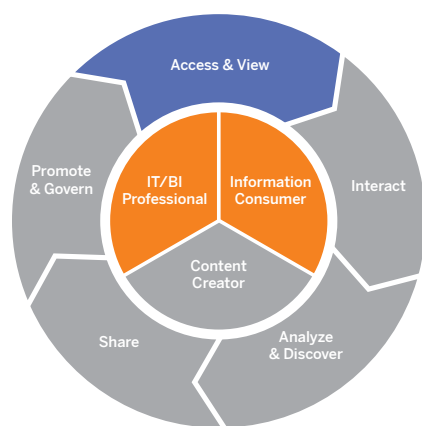 Access & View
Promote
& Govern
IT/BI
Professional
Information
Consumer
Interact
Content
Creator
Share
Analyze
& Discover